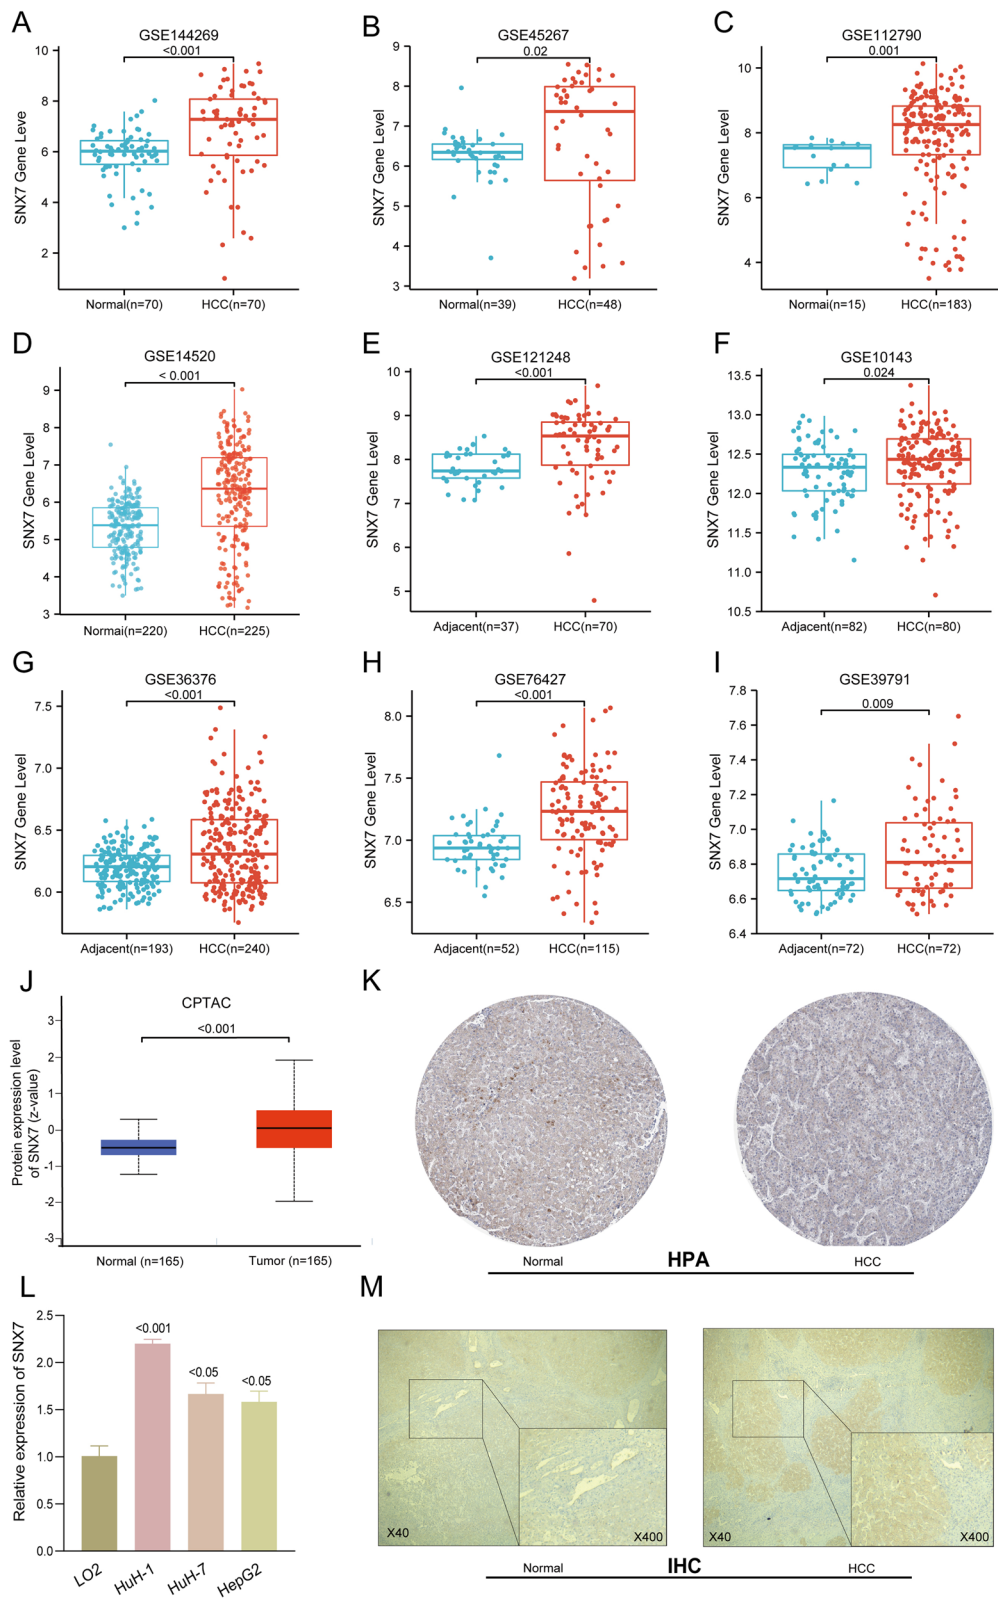 A
GSE144269
<0.001
SNX7 Gene Leve
10
8
6
4
2
Normal(n=70)
HCC(n=70)
B
GSE45267
0.02
SNX7 Gene Level
9
8
7
6
5
4
3
Normal(n=39)
HCC(n=48)
C
GSE112790
0.001
SNX7 Gene Level
10
8
6
4
Normai(n=15)
HCC(n=183)
D
GSE14520
< 0.001
SNX7 Gene Level
9
8
7
6
5
4
3
Normai(n=220)
HCC(n=225)
E
GSE121248
<0.001
SNX7 Gene Level
10
9
8
7
6
5
Adjacent(n=37)
HCC(n=70)
F
GSE10143
0.024
SNX7 Gene Level
13.5
13.0
12.5
12.0
11.5
11.0
10.5
Adjacent(n=82)
HCC(n=80)
G
GSE36376
<0.001
SNX7 Gene Level
7.5
7.0
6.5
6.0
Adjacent(n=193)
HCC(n=240)
H
GSE76427
<0.001
SNX7 Gene Level
8.0
7.5
7.0
6.5
Adjacent(n=52)
HCC(n=115)
I
GSE39791
0.009
SNX7 Gene Level
7.8
7.6
7.4
7.2
7.0
6.8
6.6
6.4
Adjacent(n=72)
HCC(n=72)
J
CPTAC
<0.001
Protein expression level
of SNX7 (z-value)
3
2
1
0
-1
-2
-3
Normal (n=165)
Tumor (n=165)
K
Normal
HPA
HCC
L
Relative expression of SNX7
2.5
2.0
1.5
1.0
0.5
0.0
<0.001
<0.05
<0.05
LO2
HuH-1
HuH-7
HepG2
M
X40
X400
X40
X400
Normal
IHC
HCC